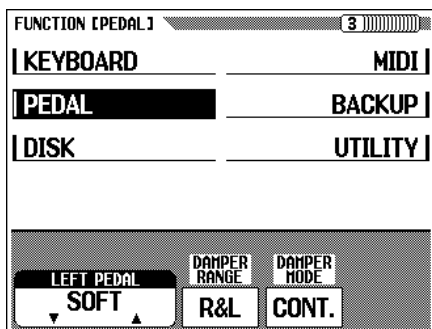 FUNCTION [PEDAL] 3
KEYBOARD MIDI
PEDAL BACKUP
DISK UTILITY
DAMPER DAMPER
LEFT PEDAL RANGE MODE
SOFT R&L CONT.